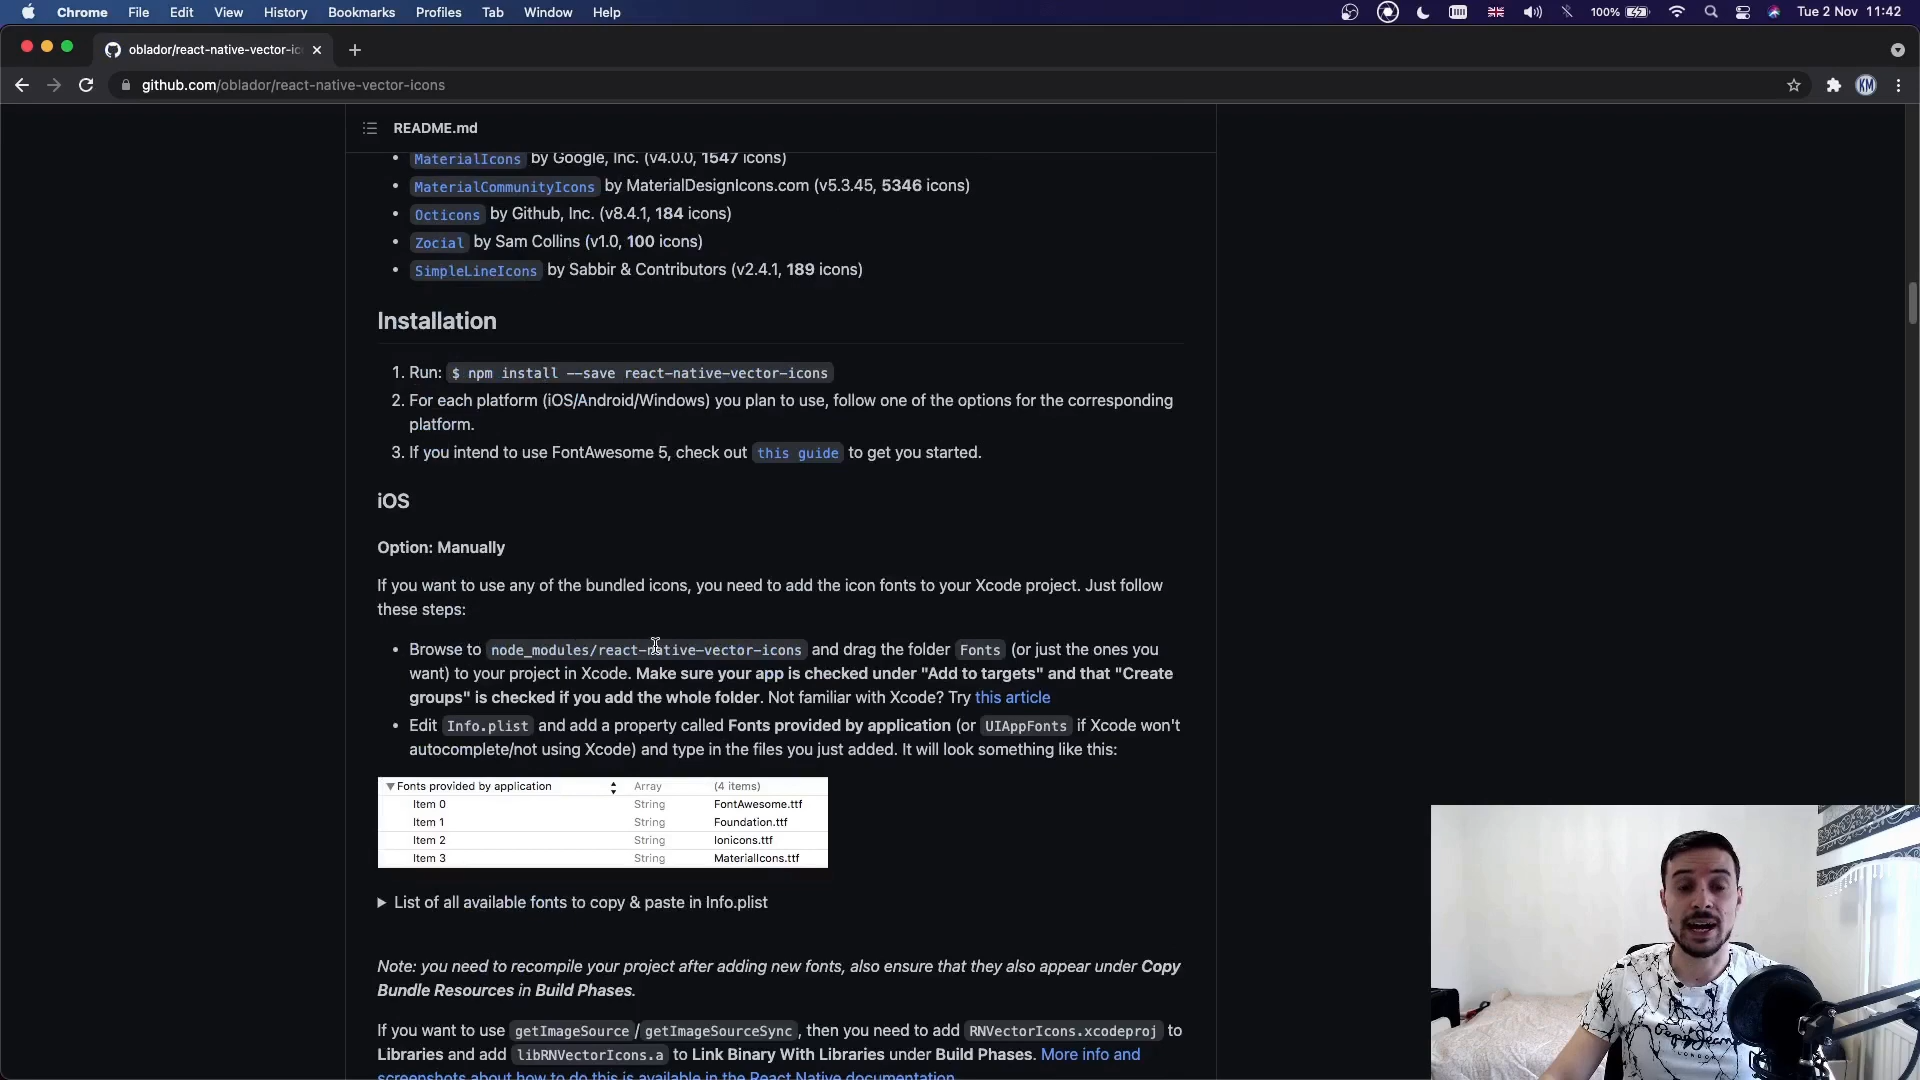 Chrome File Edit View History Bookmarks Profiles Tab Window Help 100% Tue 2 Nov 11:42
oblador/react-native-vector-ic
github.com/oblador/react-native-vector-icons KM
README.md
• MaterialIcons by Google, Inc. (v4.0.0, 1547 icons)
• MaterialCommunityIcons by MaterialDesignIcons.com (v5.3.45, 5346 icons)
• Octicons by Github, Inc. (v8.4.1, 184 icons)
• Zocial by Sam Collins (v1.0, 100 icons)
• SimpleLineIcons by Sabbir & Contributors (v2.4.1, 189 icons)
Installation
1. Run: $ npm install --save react-native-vector-icons
2. For each platform (iOS/Android/Windows) you plan to use, follow one of the options for the corresponding
platform.
3. If you intend to use FontAwesome 5, check out this guide to get you started.
iOS
Option: Manually
If you want to use any of the bundled icons, you need to add the icon fonts to your Xcode project. Just follow
these steps:
• Browse to node_modules/react-native-vector-icons and drag the folder Fonts (or just the ones you
want) to your project in Xcode. Make sure your app is checked under "Add to targets" and that "Create
groups" is checked if you add the whole folder. Not familiar with Xcode? Try this article
• Edit Info.plist and add a property called Fonts provided by application (or UIAppFonts if Xcode won't
autocomplete/not using Xcode) and type in the files you just added. It will look something like this:
Fonts provided by application Array (4 items)
Item 0 String FontAwesome.ttf
Item 1 String Foundation.ttf
Item 2 String Ionicons.ttf
Item 3 String MaterialIcons.ttf
List of all available fonts to copy & paste in Info.plist
Note: you need to recompile your project after adding new fonts, also ensure that they also appear under Copy
Bundle Resources in Build Phases.
If you want to use getImageSource/getImageSourceSync, then you need to add RNVectorIcons.xcodeproj to
Libraries and add libRNVectorIcons.a to Link Binary With Libraries under Build Phases. More info and
screenshots about how to do this is available in the React Native documentation.
Pepe Jeans
LONDON